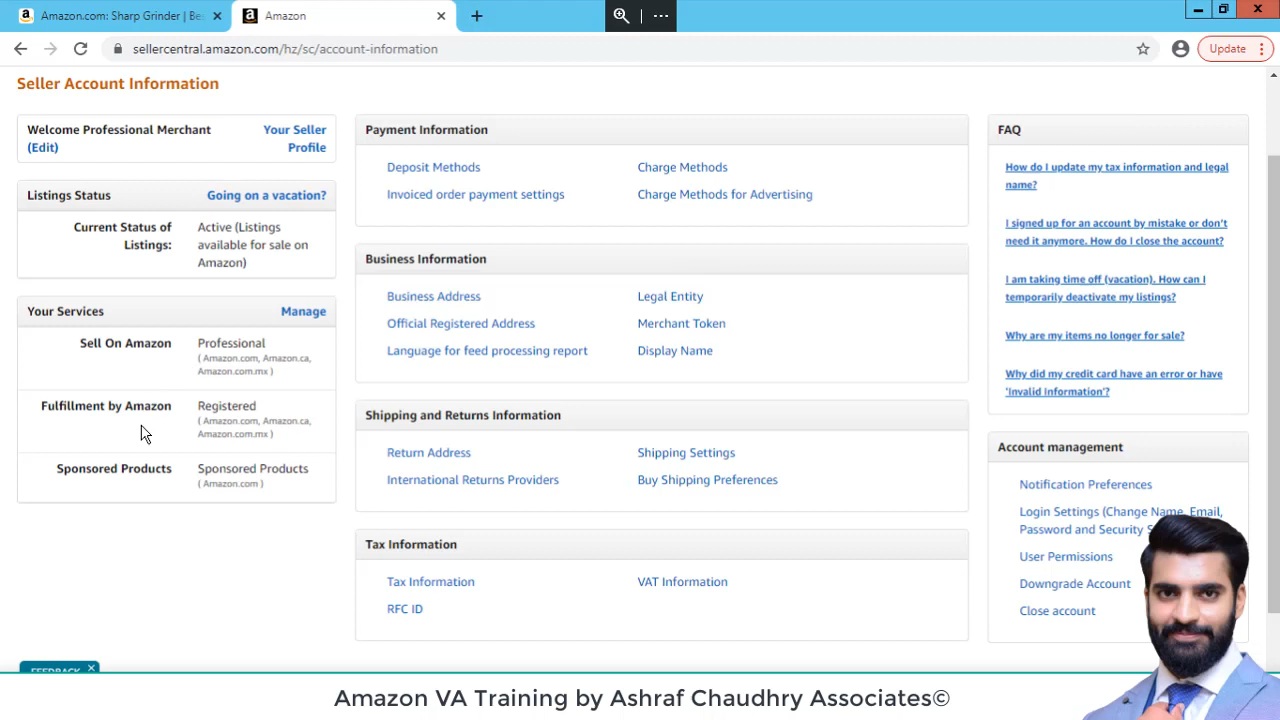 Amazon.com: Sharp Grinder | Be
Amazon
sellercentral.amazon.com/hz/sc/account-information
Update
Seller Account Information
Welcome Professional Merchant
(Edit)
Your Seller
Profile
Listings Status
Going on a vacation?
Current Status of
Listings:
Active (Listings
available for sale on
Amazon)
Your Services
Manage
Sell On Amazon
Professional
( Amazon.com, Amazon.ca,
Amazon.com.mx )
Fulfillment by Amazon
Registered
( Amazon.com, Amazon.ca,
Amazon.com.mx )
Sponsored Products
Sponsored Products
( Amazon.com )
Payment Information
Deposit Methods
Charge Methods
Invoiced order payment settings
Charge Methods for Advertising
Business Information
Business Address
Legal Entity
Official Registered Address
Merchant Token
Language for feed processing report
Display Name
Shipping and Returns Information
Return Address
Shipping Settings
International Returns Providers
Buy Shipping Preferences
Tax Information
Tax Information
VAT Information
RFC ID
FAQ
How do I update my tax information and legal
name?
I signed up for an account by mistake or don't
need it anymore. How do I close the account?
I am taking time off (vacation). How can I
temporarily deactivate my listings?
Why are my items no longer for sale?
Why did my credit card have an error or have
'Invalid Information'?
Account management
Notification Preferences
Login Settings (Change Name, Email,
Password and Security S
User Permissions
Downgrade Account
Close account
FEEDBACK
Amazon VA Training by Ashraf Chaudhry Associates©